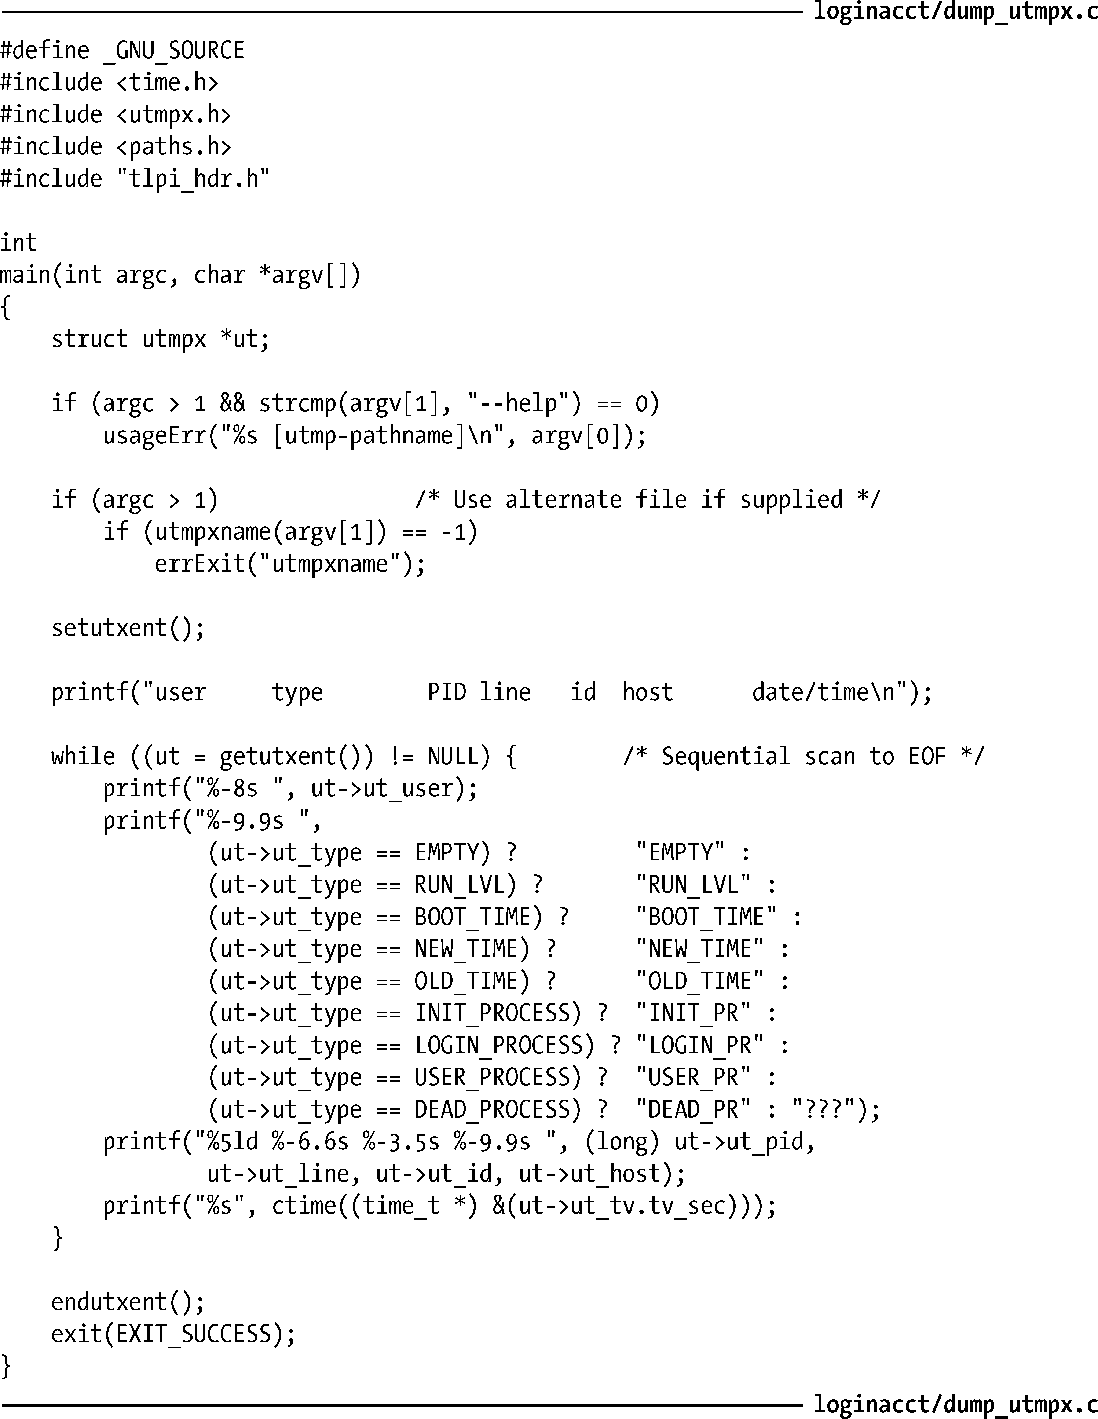 loginacct/dump_utmpx.c
#define _GNU_SOURCE
#include <time.h>
#include <utmpx.h>
#include <paths.h>
#include "tlpi_hdr.h"
int
main(int argc, char *argv[])
{
    struct utmpx *ut;
    if (argc > 1 && strcmp(argv[1], "--help") == 0)
        usageErr("%s [utmp-pathname]\n", argv[0]);
    if (argc > 1)               /* Use alternate file if supplied */
        if (utmpxname(argv[1]) == -1)
            errExit("utmpxname");
    setutxent();
    printf("user     type        PID line   id  host      date/time\n");
    while ((ut = getutxent()) != NULL) {        /* Sequential scan to EOF */
        printf("%-8s ", ut->ut_user);
        printf("%-9.9s ",
                (ut->ut_type == EMPTY) ?         "EMPTY" :
                (ut->ut_type == RUN_LVL) ?       "RUN_LVL" :
                (ut->ut_type == BOOT_TIME) ?     "BOOT_TIME" :
                (ut->ut_type == NEW_TIME) ?      "NEW_TIME" :
                (ut->ut_type == OLD_TIME) ?      "OLD_TIME" :
                (ut->ut_type == INIT_PROCESS) ?  "INIT_PR" :
                (ut->ut_type == LOGIN_PROCESS) ? "LOGIN_PR" :
                (ut->ut_type == USER_PROCESS) ?  "USER_PR" :
                (ut->ut_type == DEAD_PROCESS) ?  "DEAD_PR" : "???");
        printf("%5ld %-6.6s %-3.5s %-9.9s ", (long) ut->ut_pid,
                ut->ut_line, ut->ut_id, ut->ut_host);
        printf("%s", ctime((time_t *) &(ut->ut_tv.tv_sec)));
    }
    endutxent();
    exit(EXIT_SUCCESS);
}
loginacct/dump_utmpx.c